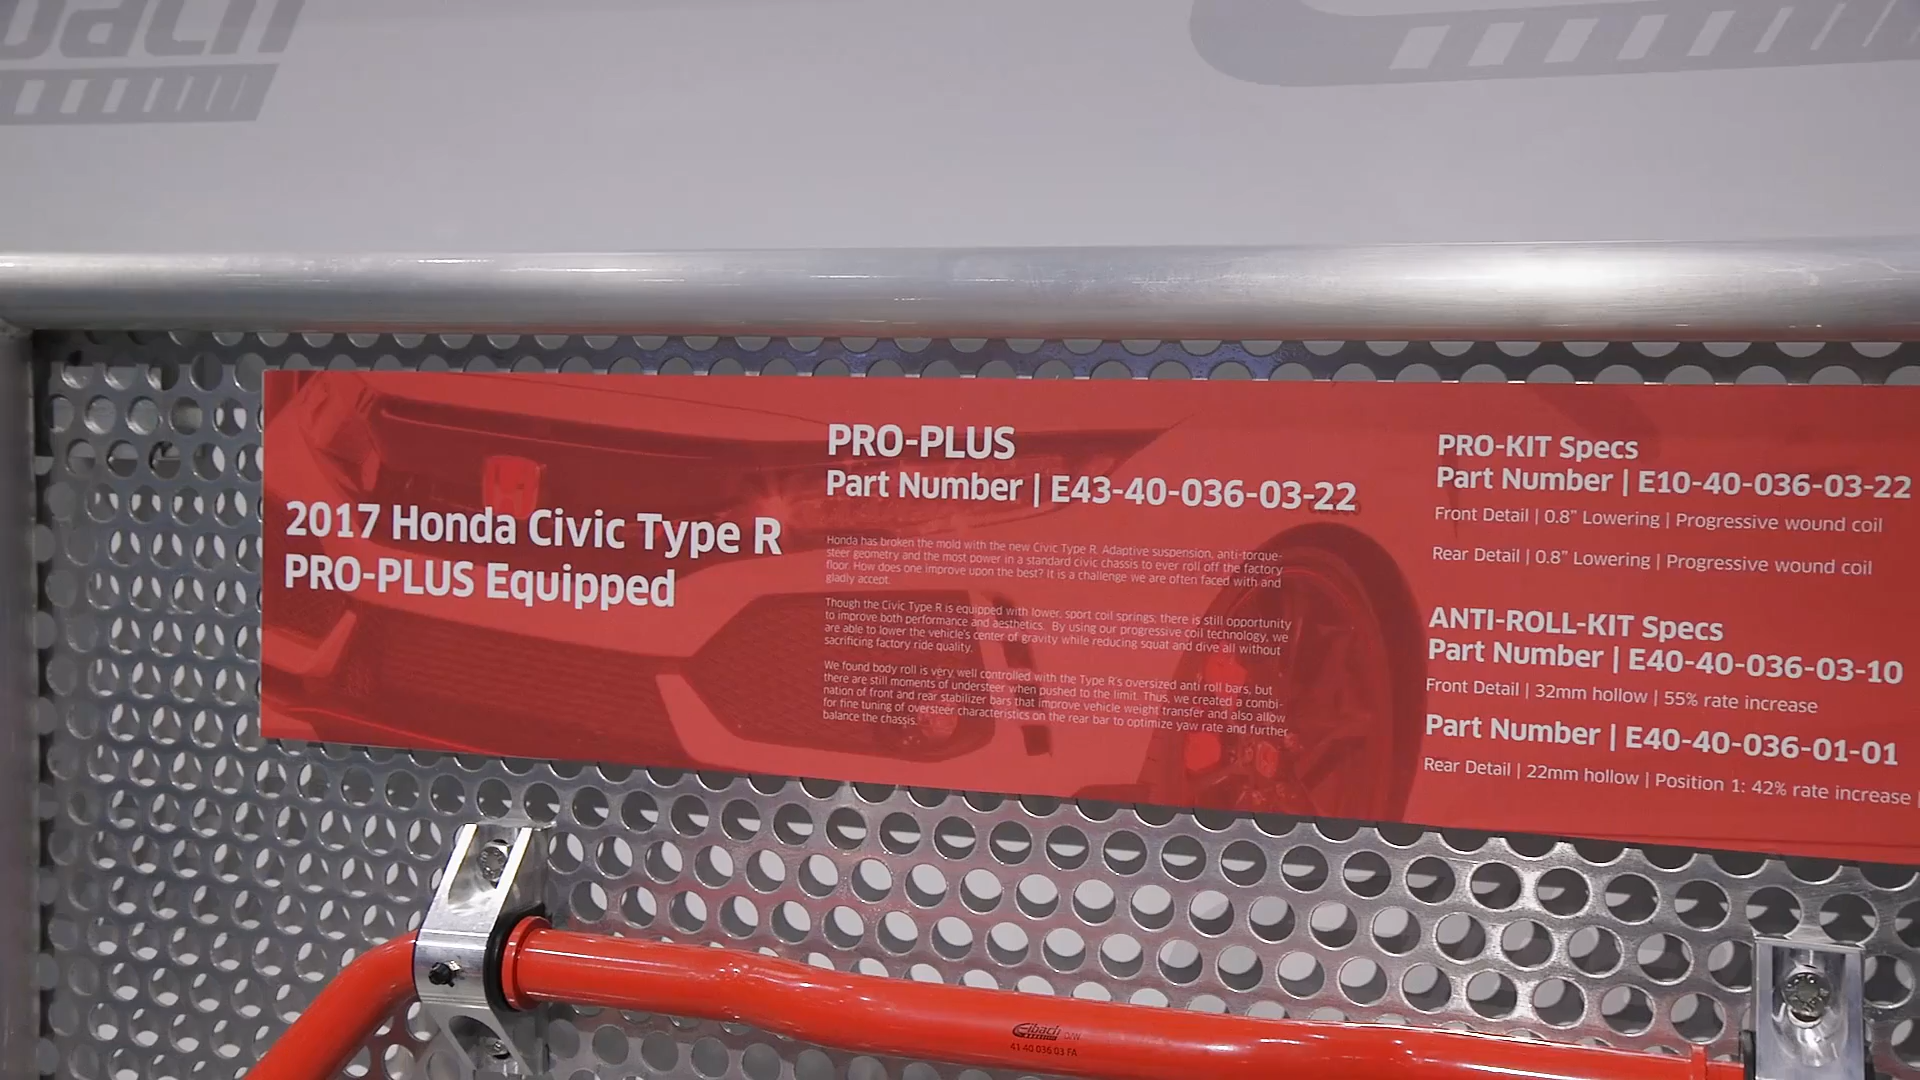 bach
2017 Honda Civic Type R
PRO-PLUS Equipped
PRO-PLUS
Part Number | E43-40-036-03-22
Honda has broken the mold with the new Civic Type R. Adaptive suspension, anti-torque-
steer geometry and the most power in a standard civic chassis to ever roll off the factory
floor. How does one improve upon the best? It is a challenge we are often faced with and
gladly accept.
Though the Civic Type R is equipped with lower, sport coil springs; there is still opportunity
to improve both performance and aesthetics. By using our progressive coil technology, we
are able to lower the vehicle's center of gravity while reducing squat and dive all without
sacrificing factory ride quality.
We found body roll is very well controlled with the Type R's oversized anti roll bars, but
there are still moments of understeer when pushed to the limit. Thus, we created a combi-
nation of front and rear stabilizer bars that improve vehicle weight transfer and also allow
for fine tuning of oversteer characteristics on the rear bar to optimize yaw rate and further
balance the chassis.
PRO-KIT Specs
Part Number | E10-40-036-03-22
Front Detail | 0.8" Lowering | Progressive wound coil
Rear Detail | 0.8" Lowering | Progressive wound coil
ANTI-ROLL-KIT Specs
Part Number | E40-40-036-03-10
Front Detail | 32mm hollow | 55% rate increase
Part Number | E40-40-036-01-01
Rear Detail | 22mm hollow | Position 1: 42% rate increase |
Eibach
41 40 036 03 FA